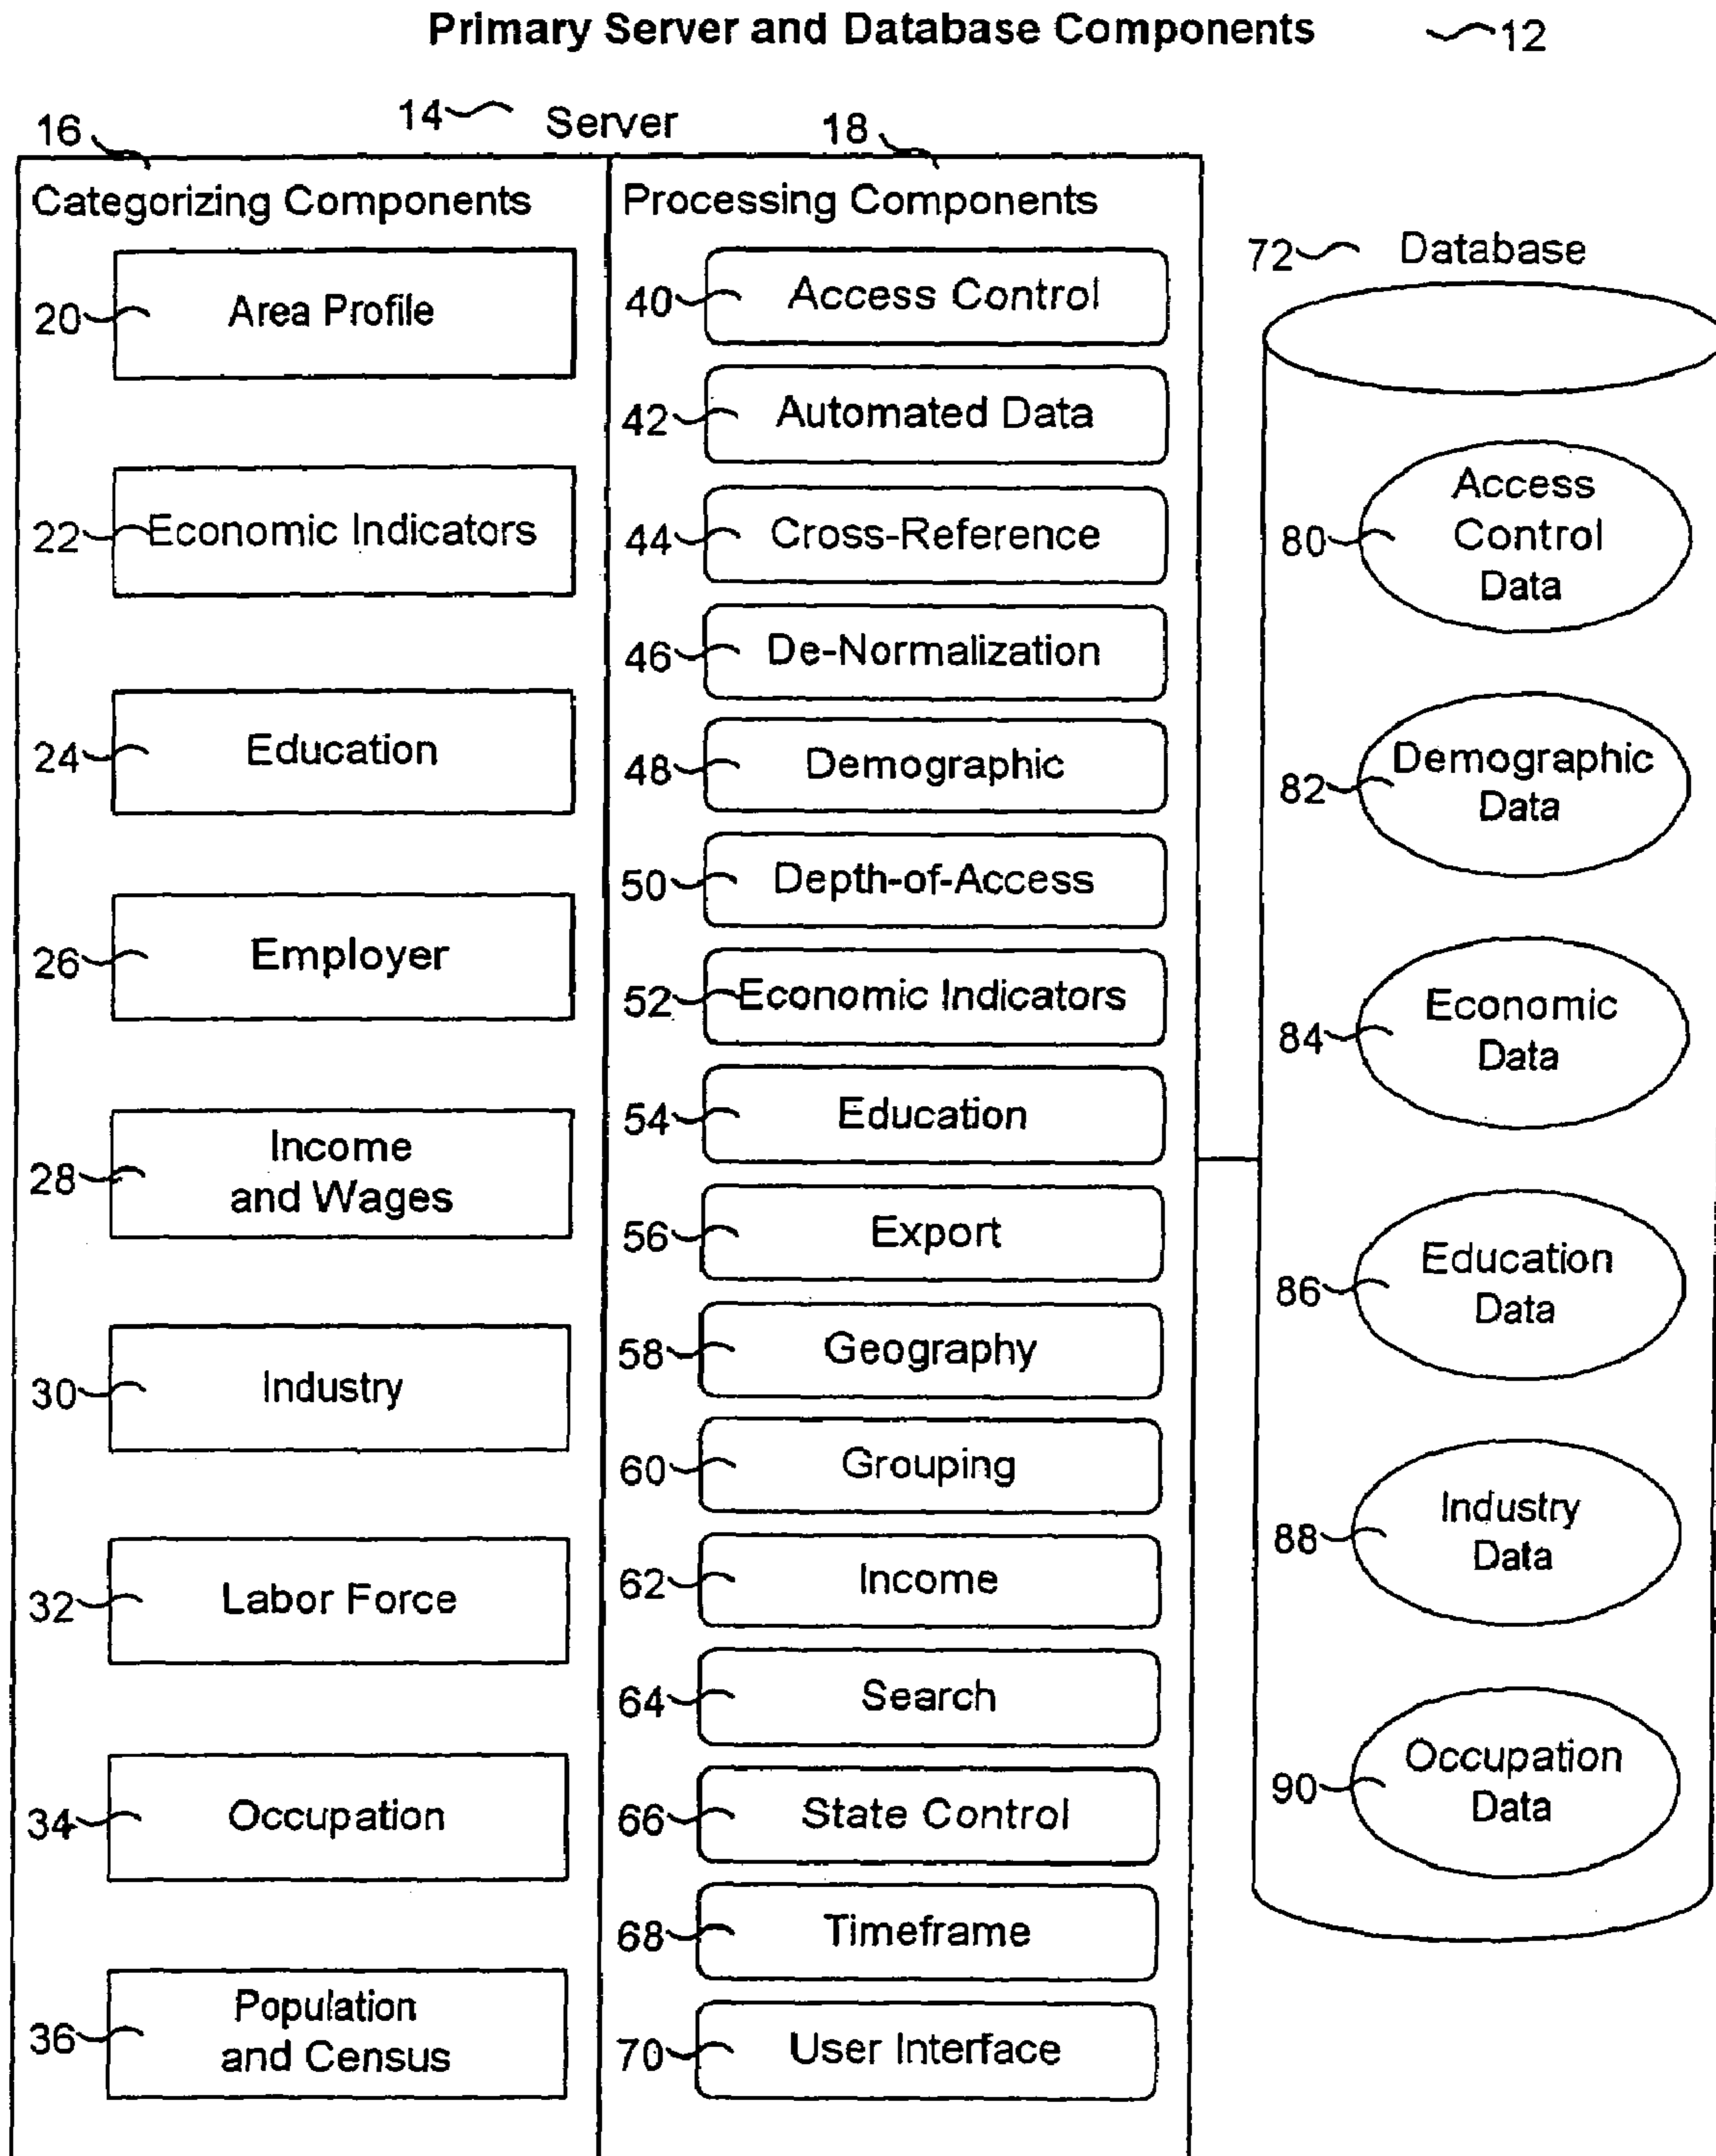 Primary Server and Database Components 12
14 Server
16
18
Categorizing Components
20 Area Profile
22 Economic Indicators
24 Education
26 Employer
28 Income
and Wages
30 Industry
32 Labor Force
34 Occupation
36 Population
and Census
Processing Components
40 Access Control
42 Automated Data
44 Cross-Reference
46 De-Normalization
48 Demographic
50 Depth-of-Access
52 Economic Indicators
54 Education
56 Export
58 Geography
60 Grouping
62 Income
64 Search
66 State Control
68 Timeframe
70 User Interface
72 Database
80 Access
Control
Data
82 Demographic
Data
84 Economic
Data
86 Education
Data
88 Industry
Data
90 Occupation
Data